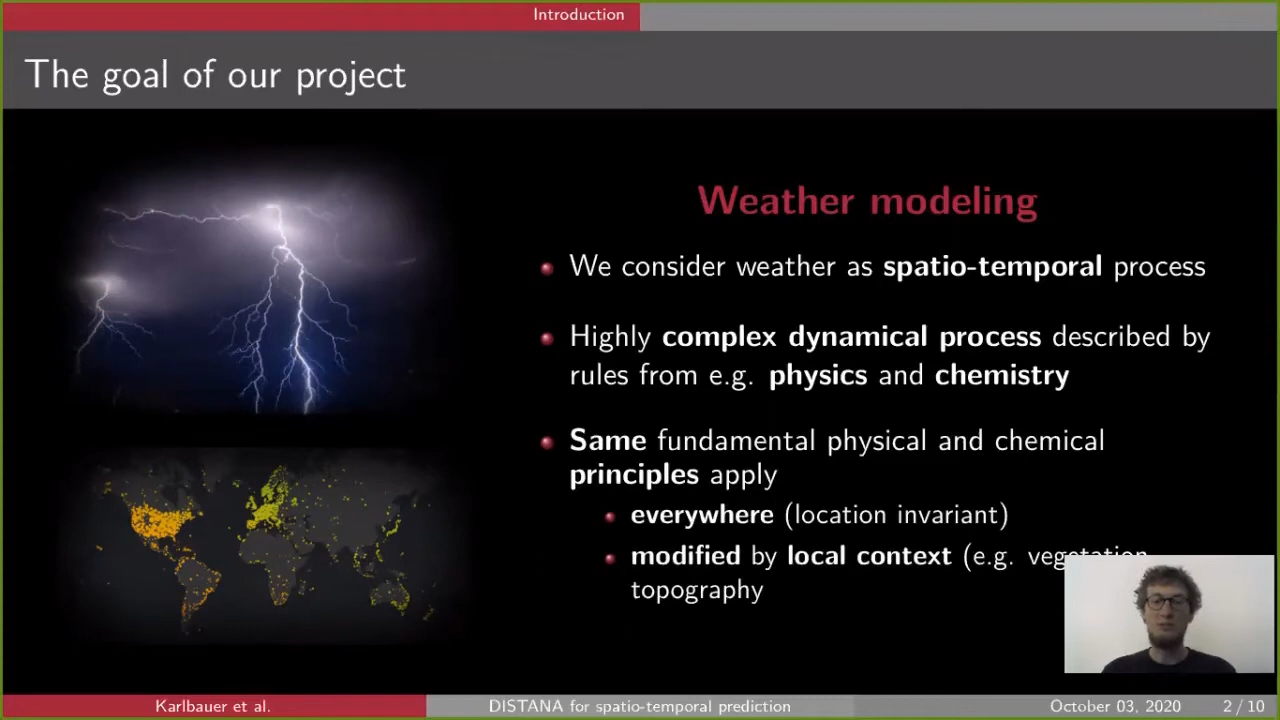 Introduction
The goal of our project
Weather modeling
We consider weather as spatio-temporal process
Highly complex dynamical process described by
rules from e.g. physics and chemistry
Same fundamental physical and chemical
principles apply
everywhere (location invariant)
modified by local context (e.g. vegetation
topography
Karlbauer et al.
DISTANA for spatio-temporal prediction
October 03, 2020
2 / 10